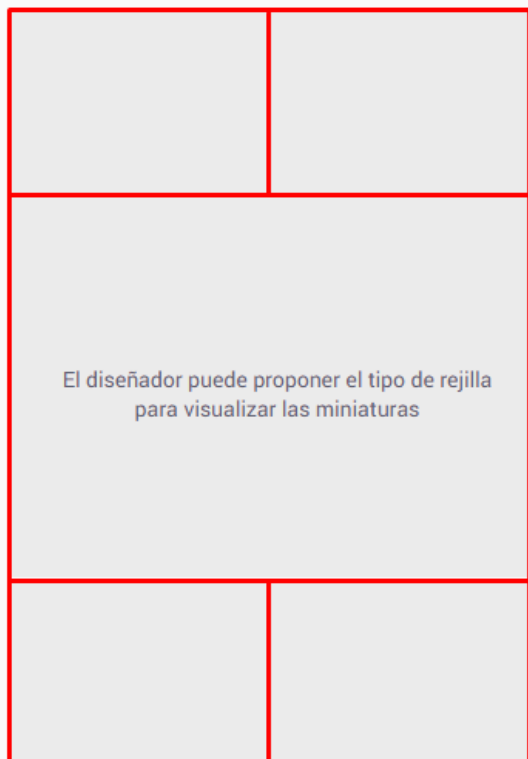 El diseñador puede proponer el tipo de rejilla
para visualizar las miniaturas